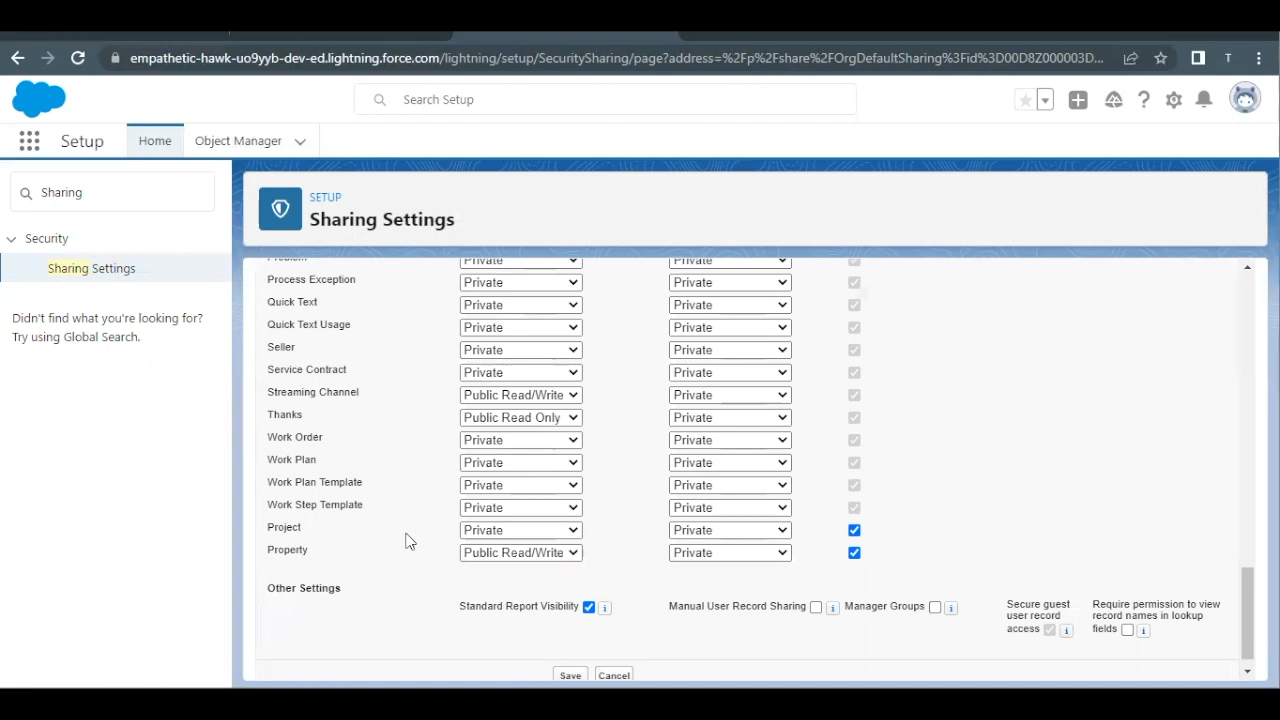 empathetic-hawk-uo9yyb-dev-ed.lightning.force.com/lightning/setup/SecuritySharing/page?address=%2Fp%2Fshare%2FOrgDefaultSharing%3Fid%3D00D8Z000003D...
T
Search Setup
Setup
Home
Object Manager
Sharing
Security
Sharing Settings
Didn't find what you're looking for?
Try using Global Search.
SETUP
Sharing Settings
Problem Private Private
Process Exception Private Private
Quick Text Private Private
Quick Text Usage Private Private
Seller Private Private
Service Contract Private Private
Streaming Channel Public Read/Write Private
Thanks Public Read Only Private
Work Order Private Private
Work Plan Private Private
Work Plan Template Private Private
Work Step Template Private Private
Project Private Private
Property Public Read/Write Private
Other Settings
Standard Report Visibility
Manual User Record Sharing
Manager Groups
Secure guest
user record
access
Require permission to view
record names in lookup
fields
Save Cancel